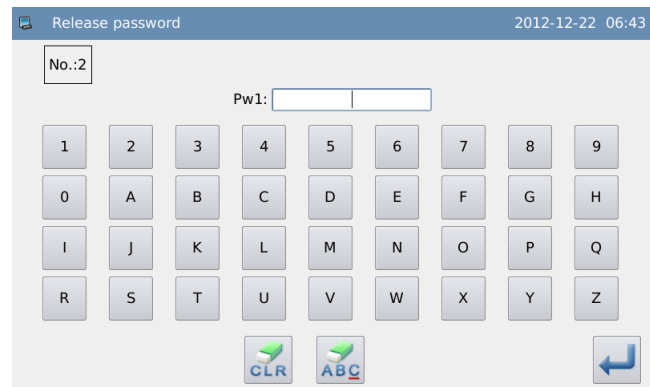 Release password 2012-12-22 06:43
No.:2
Pw1:
1 2 3 4 5 6 7 8 9
0 A B C D E F G H
I J K L M N O P Q
R S T U V W X Y Z
CLR ABC